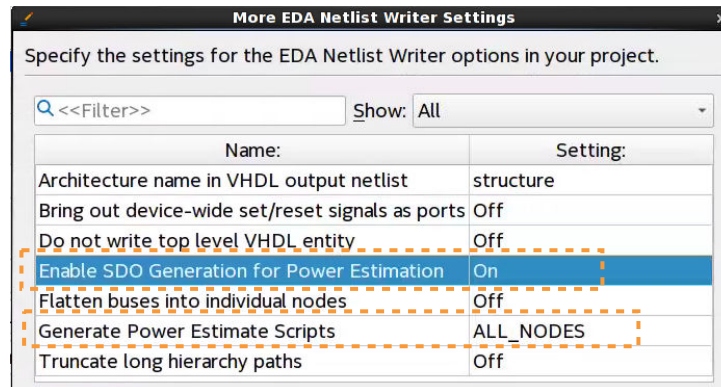 More EDA Netlist Writer Settings
Specify the settings for the EDA Netlist Writer options in your project.
<<Filter>> Show: All
Name: Setting:
Architecture name in VHDL output netlist structure
Bring out device-wide set/reset signals as ports Off
Do not write top level VHDL entity Off
Enable SDO Generation for Power Estimation On
Flatten buses into individual nodes Off
Generate Power Estimate Scripts ALL_NODES
Truncate long hierarchy paths Off